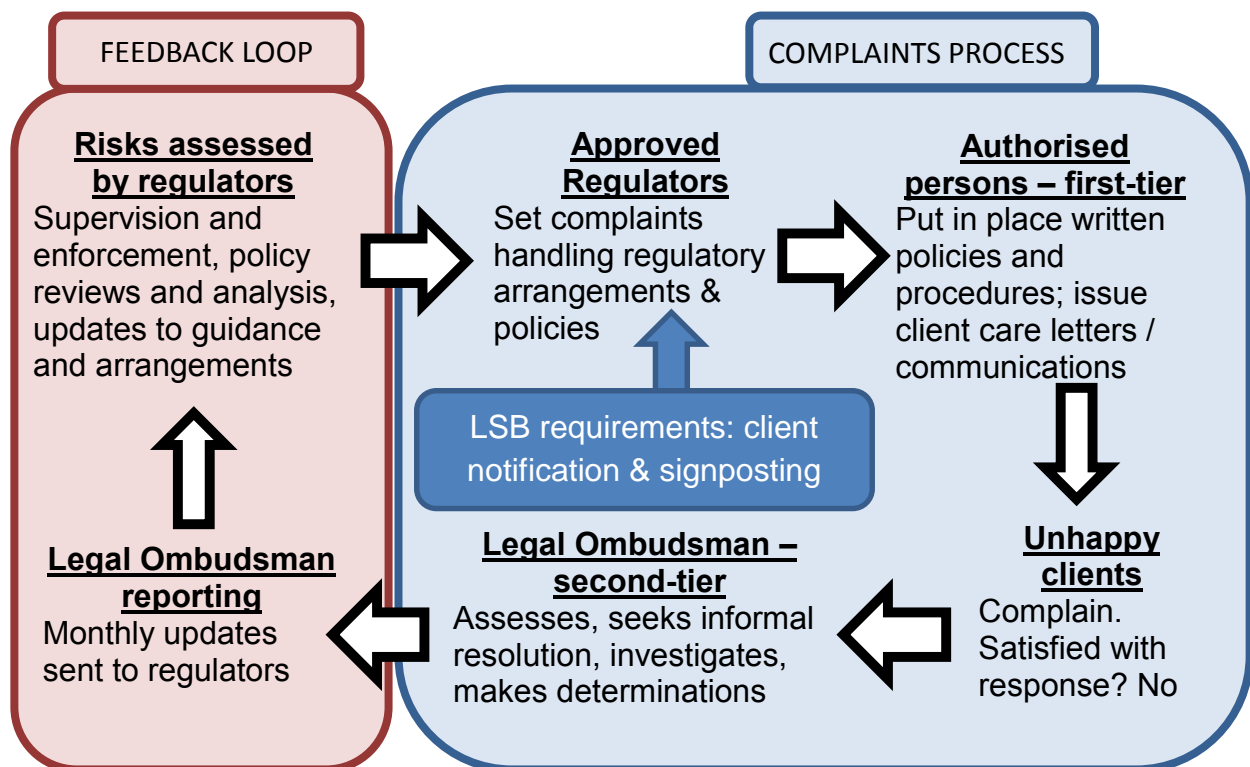 FEEDBACK LOOP
COMPLAINTS PROCESS
Risks assessed
by regulators
Supervision and
enforcement, policy
reviews and analysis,
updates to guidance
and arrangements
Approved
Regulators
Set complaints
handling regulatory
arrangements &
policies
Authorised
persons – first-tier
Put in place written
policies and
procedures; issue
client care letters /
communications
LSB requirements: client
notification & signposting
Legal Ombudsman
reporting
Monthly updates
sent to regulators
Legal Ombudsman –
second-tier
Assesses, seeks informal
resolution, investigates,
makes determinations
Unhappy
clients
Complain.
Satisfied with
response? No